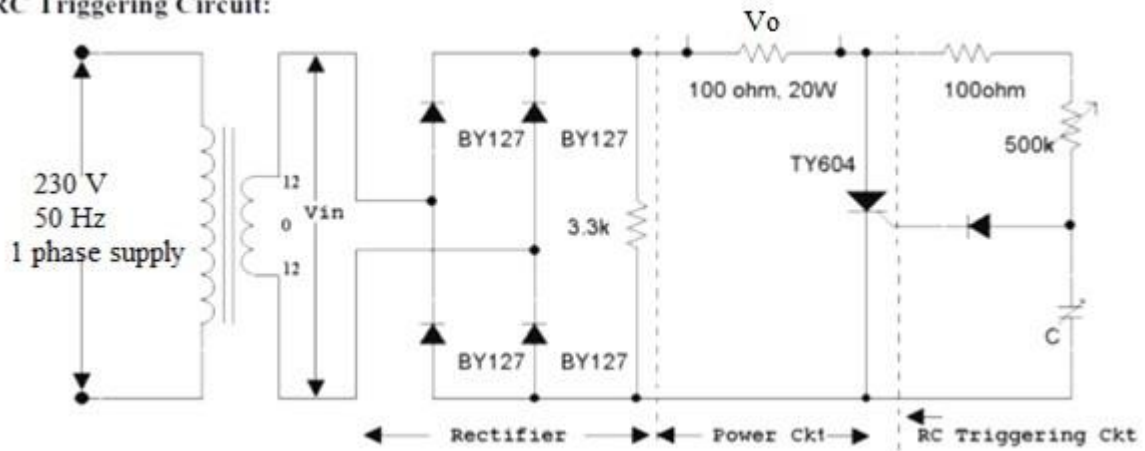 RC Triggering Circuit:
Vo
100 ohm, 20W
100ohm
BY127
BY127
500k
TY604
230 V
50 Hz
1 phase supply
12
0
12
Vin
3.3k
C
BY127
BY127
Rectifier
Power Ckt
RC Triggering Ckt